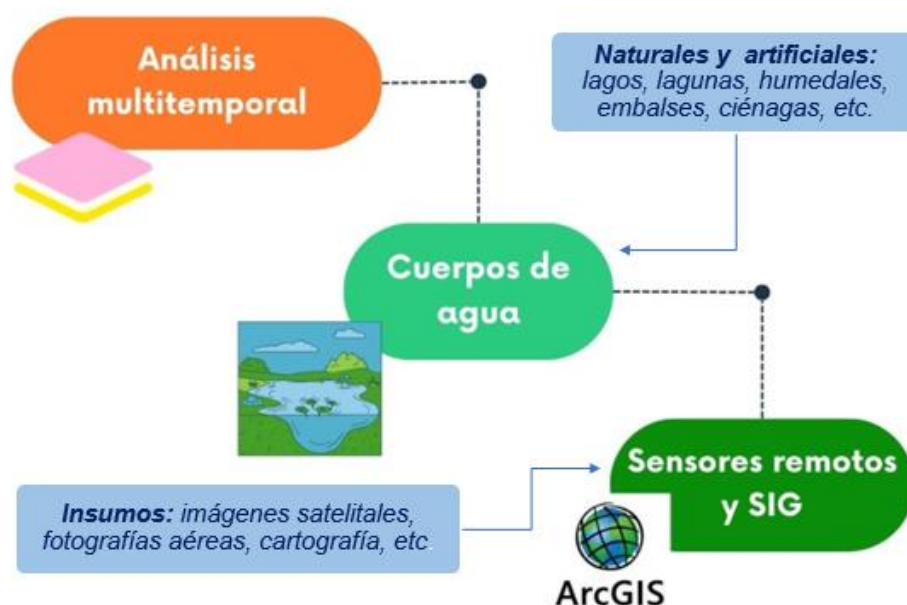 Análisis
multitemporal
Naturales y artificiales:
lagos, lagunas, humedales,
embalses, ciénagas, etc.
Cuerpos de
agua
Sensores remotos
y SIG
Insumos: imágenes satelitales,
fotografías aéreas, cartografía, etc.
ArcGIS